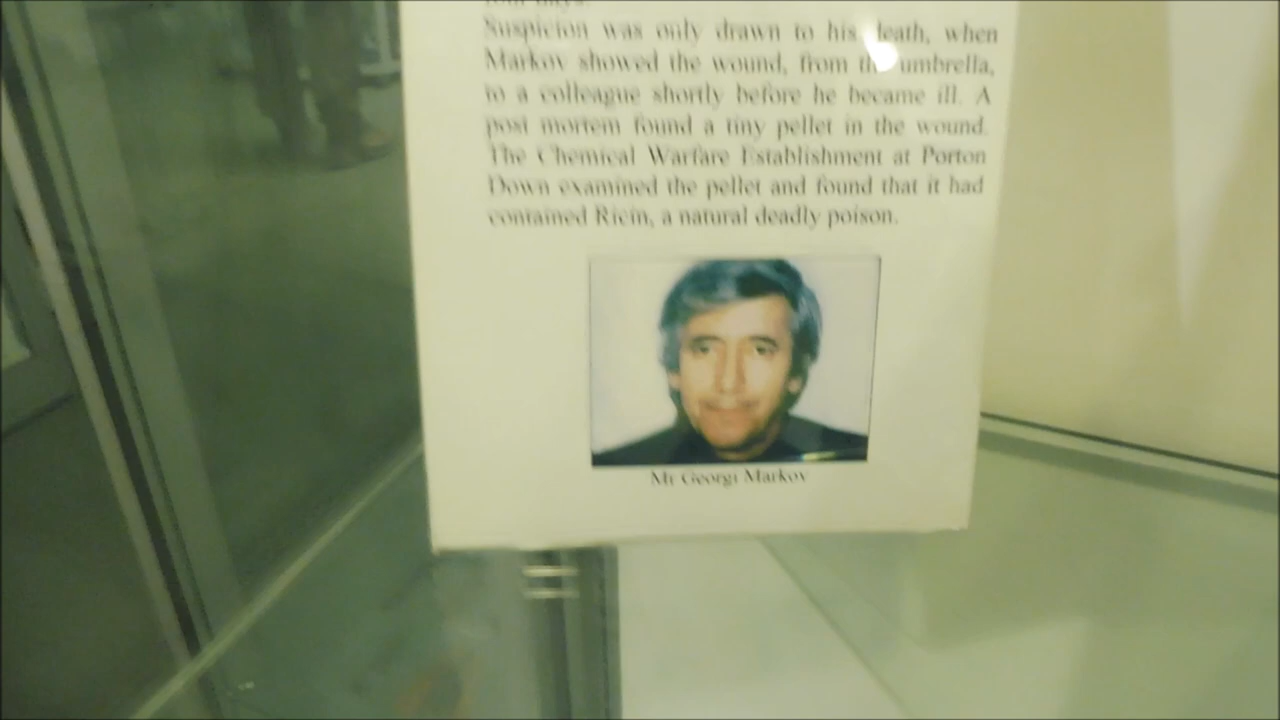 four days.
Suspicion was only drawn to his death, when
Markov showed the wound, from the umbrella,
to a colleague shortly before he became ill. A
post mortem found a tiny pellet in the wound.
The Chemical Warfare Establishment at Porton
Down examined the pellet and found that it had
contained Ricin, a natural deadly poison.
Mr Georgi Markov